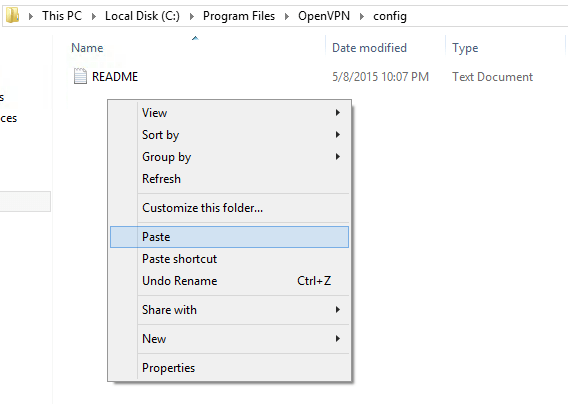 This PC Local Disk (C:) Program Files OpenVPN config
Name Date modified Type
README 5/8/2015 10:07 PM Text Document
s
ces
View
Sort by
Group by
Refresh
Customize this folder...
Paste
Paste shortcut
Undo Rename Ctrl+Z
Share with
New
Properties